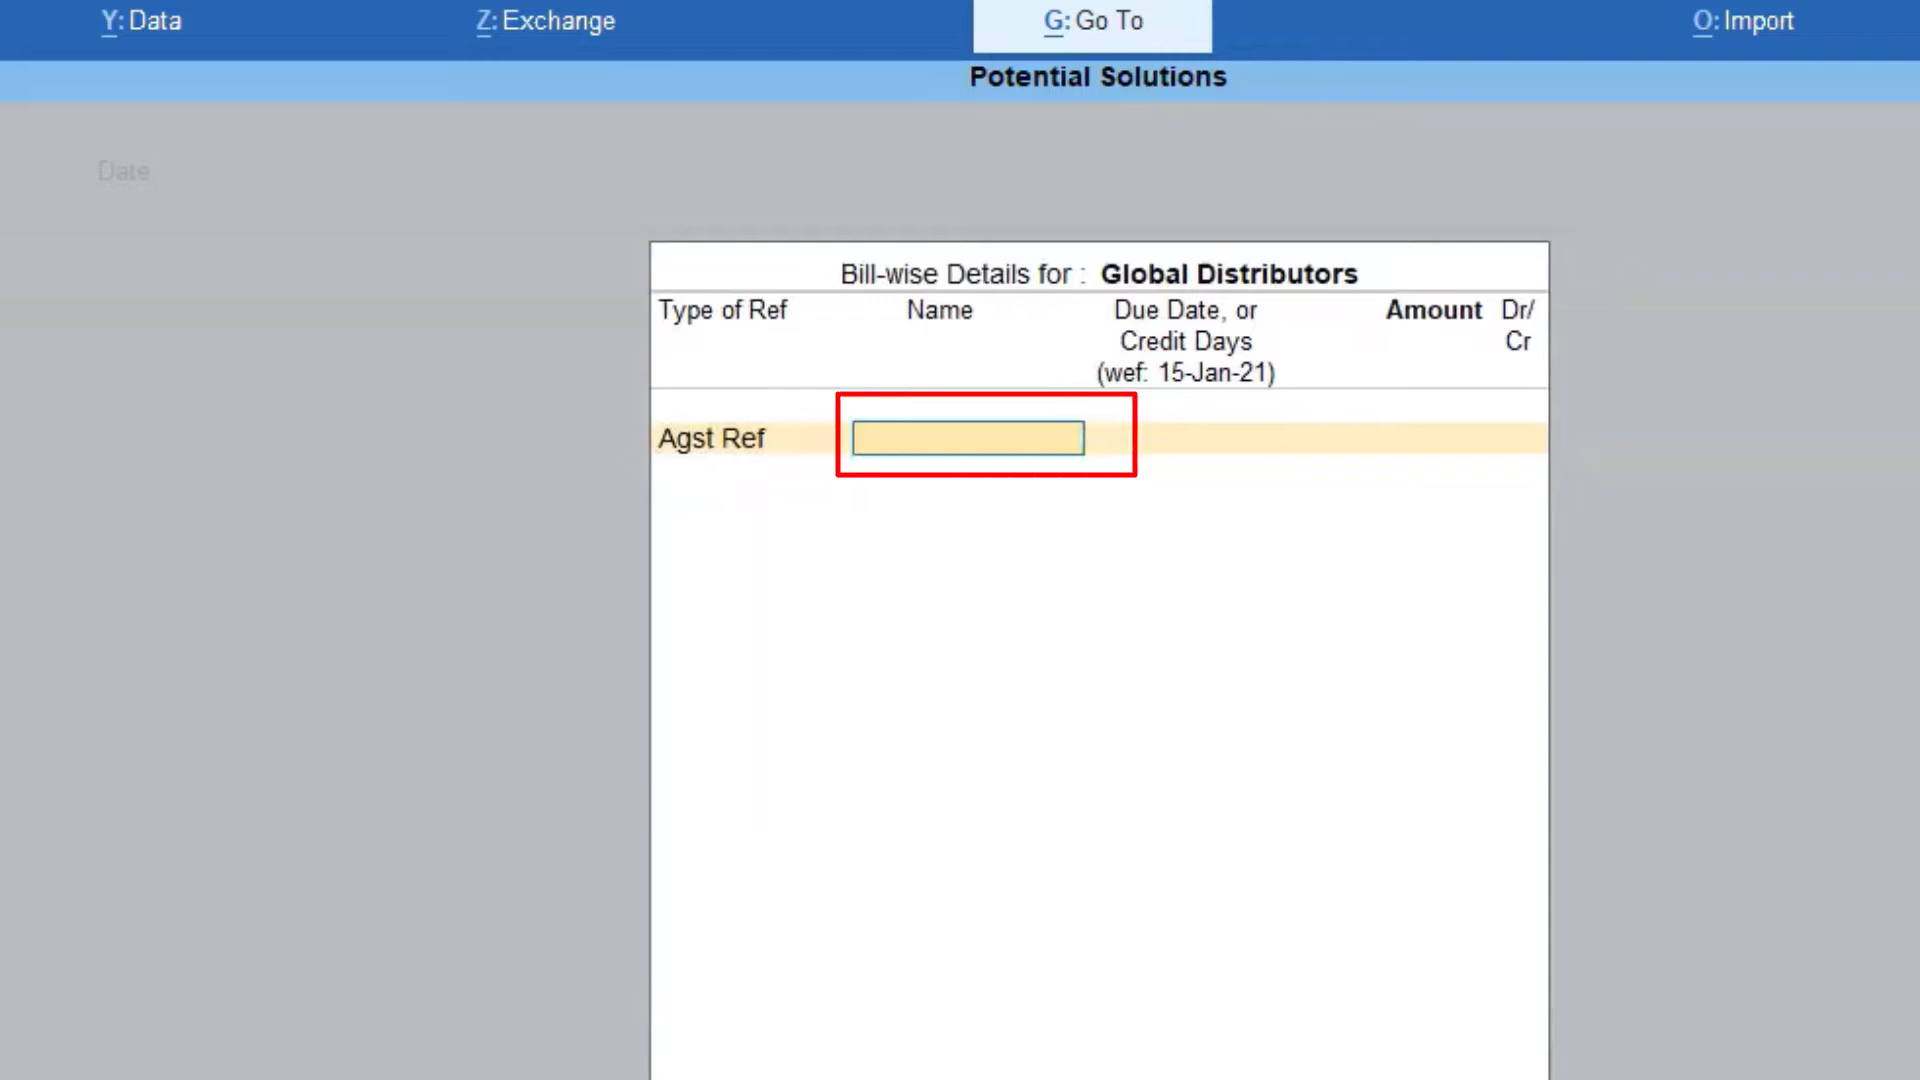 Y: Data Z: Exchange G: Go To O: Import
Potential Solutions
Date
Bill-wise Details for : Global Distributors
Type of Ref Name Due Date, or Amount Dr/
Credit Days Cr
(wef: 15-Jan-21)
Agst Ref